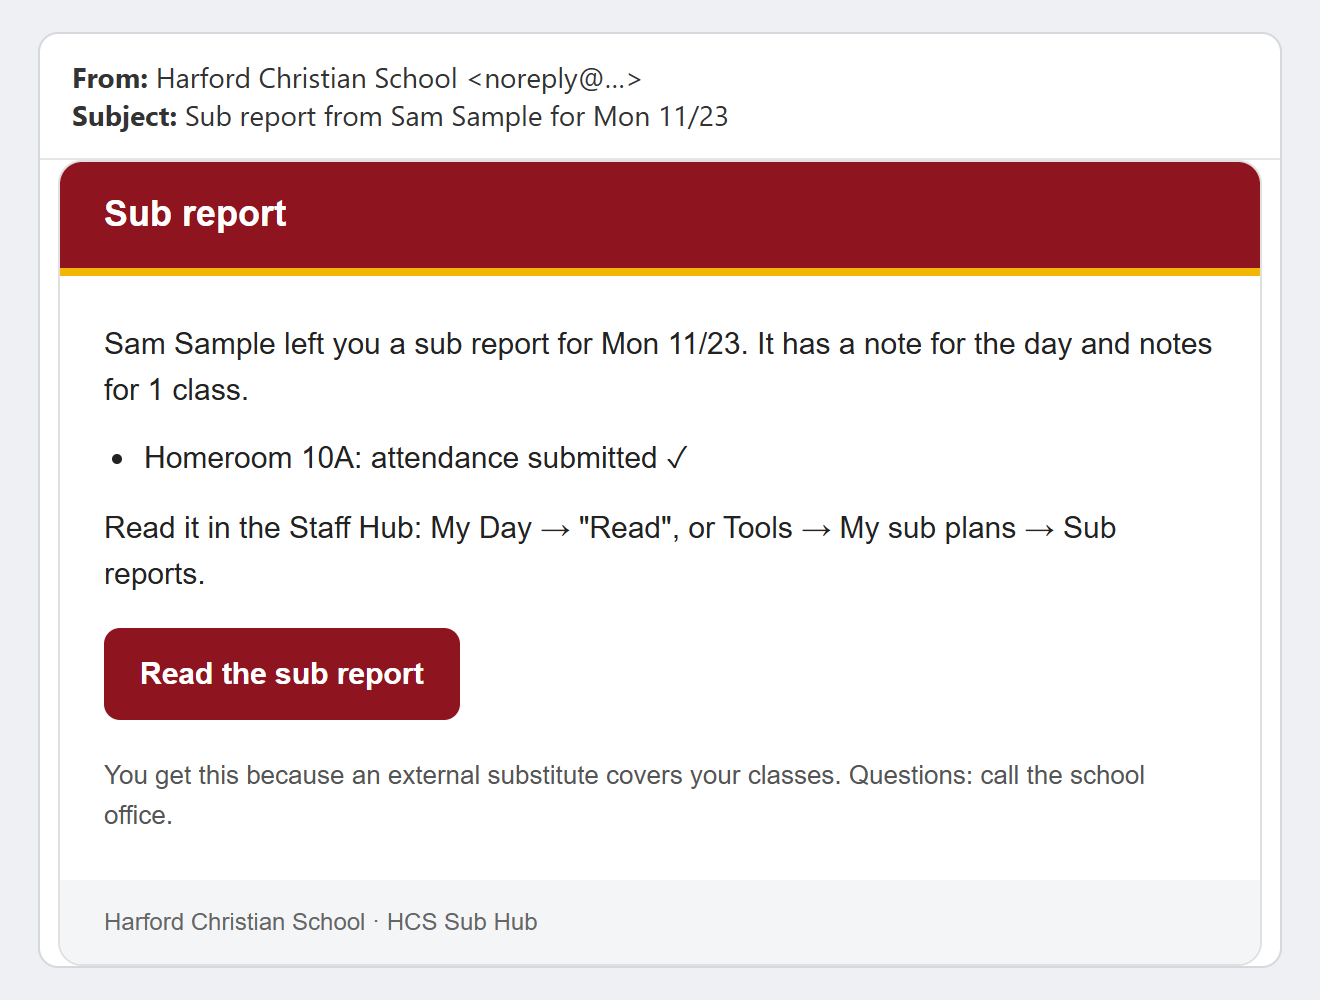 From: Harford Christian School <noreply@...>
Subject: Sub report from Sam Sample for Mon 11/23
Sub report
Sam Sample left you a sub report for Mon 11/23. It has a note for the day and notes
for 1 class.
• Homeroom 10A: attendance submitted ✓
Read it in the Staff Hub: My Day → "Read", or Tools → My sub plans → Sub
reports.
Read the sub report
You get this because an external substitute covers your classes. Questions: call the school
office.
Harford Christian School · HCS Sub Hub